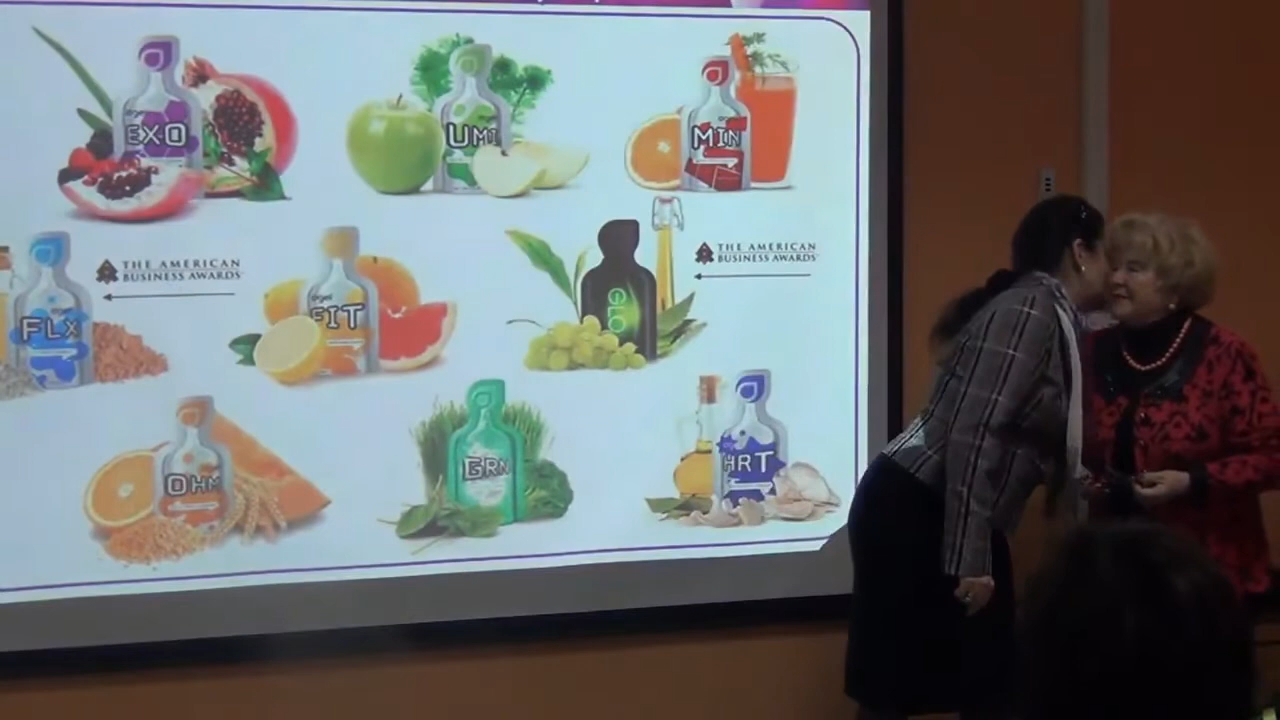 EXO
UMI
MIN
FLX
THE AMERICAN
BUSINESS AWARDS
FIT
GLO
THE AMERICAN
BUSINESS AWARDS
OHM
GRN
HRT